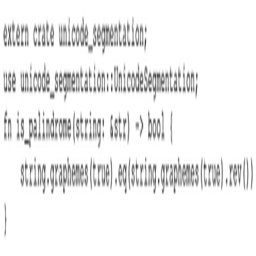 extern crate unicode_segmentation;
use unicode_segmentation::UnicodeSegmentation;
fn is_palindrome(string: &str) -> bool {
    string.graphemes(true).eq(string.graphemes(true).rev())
}